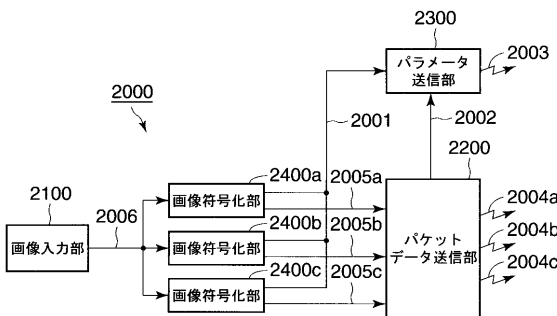 2300
パラメータ
送信部
2003
2000
2001
2002
2400a
2005a
2200
2100
2006
画像符号化部
2004a
2400b
2005b
画像入力部
画像符号化部
パケット
データ送信部
2004b
2400c
2005c
2004c
画像符号化部